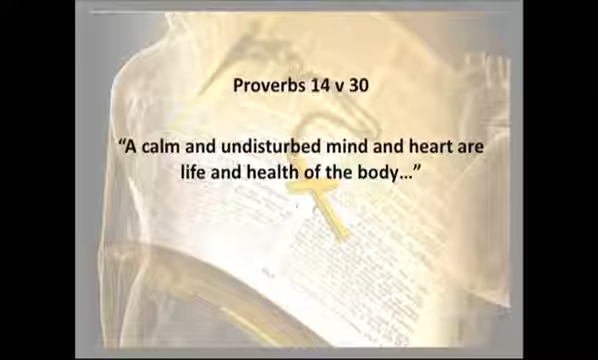 Proverbs 14 v 30
“A calm and undisturbed mind and heart are
life and health of the body...”